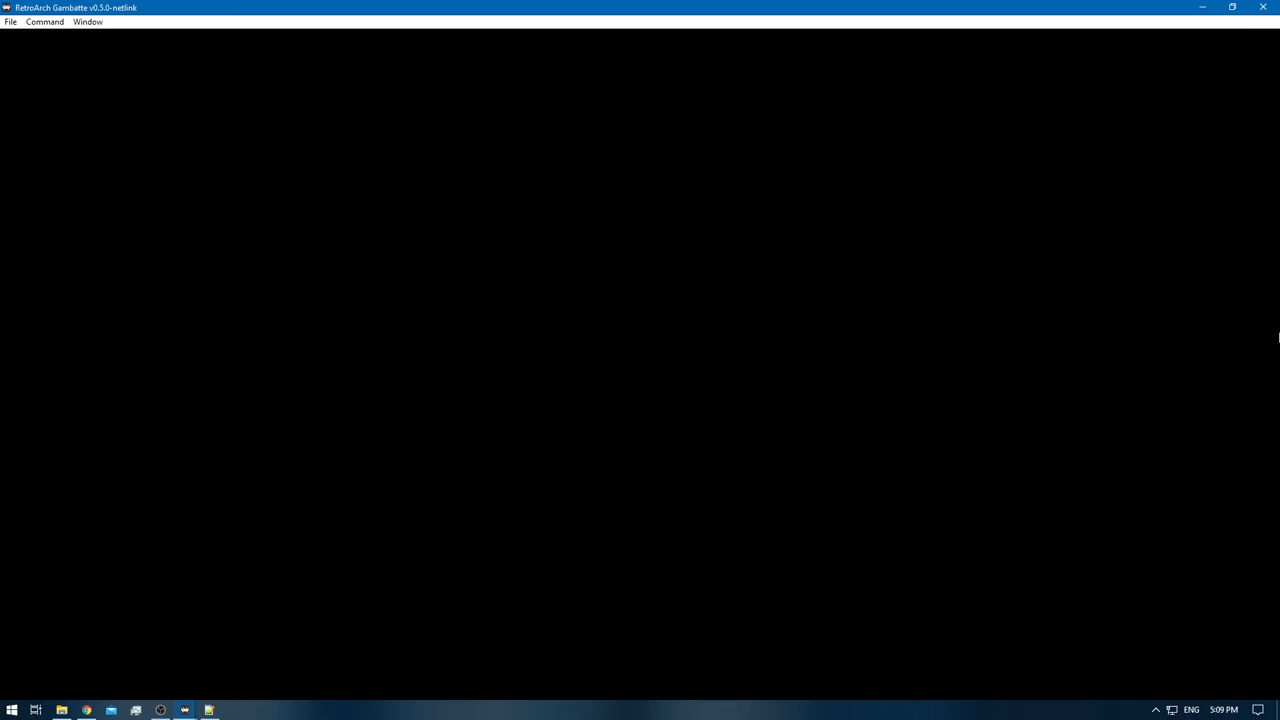 RetroArch Gambatte v0.5.0-netlink
File Command Window
ENG 5:09 PM